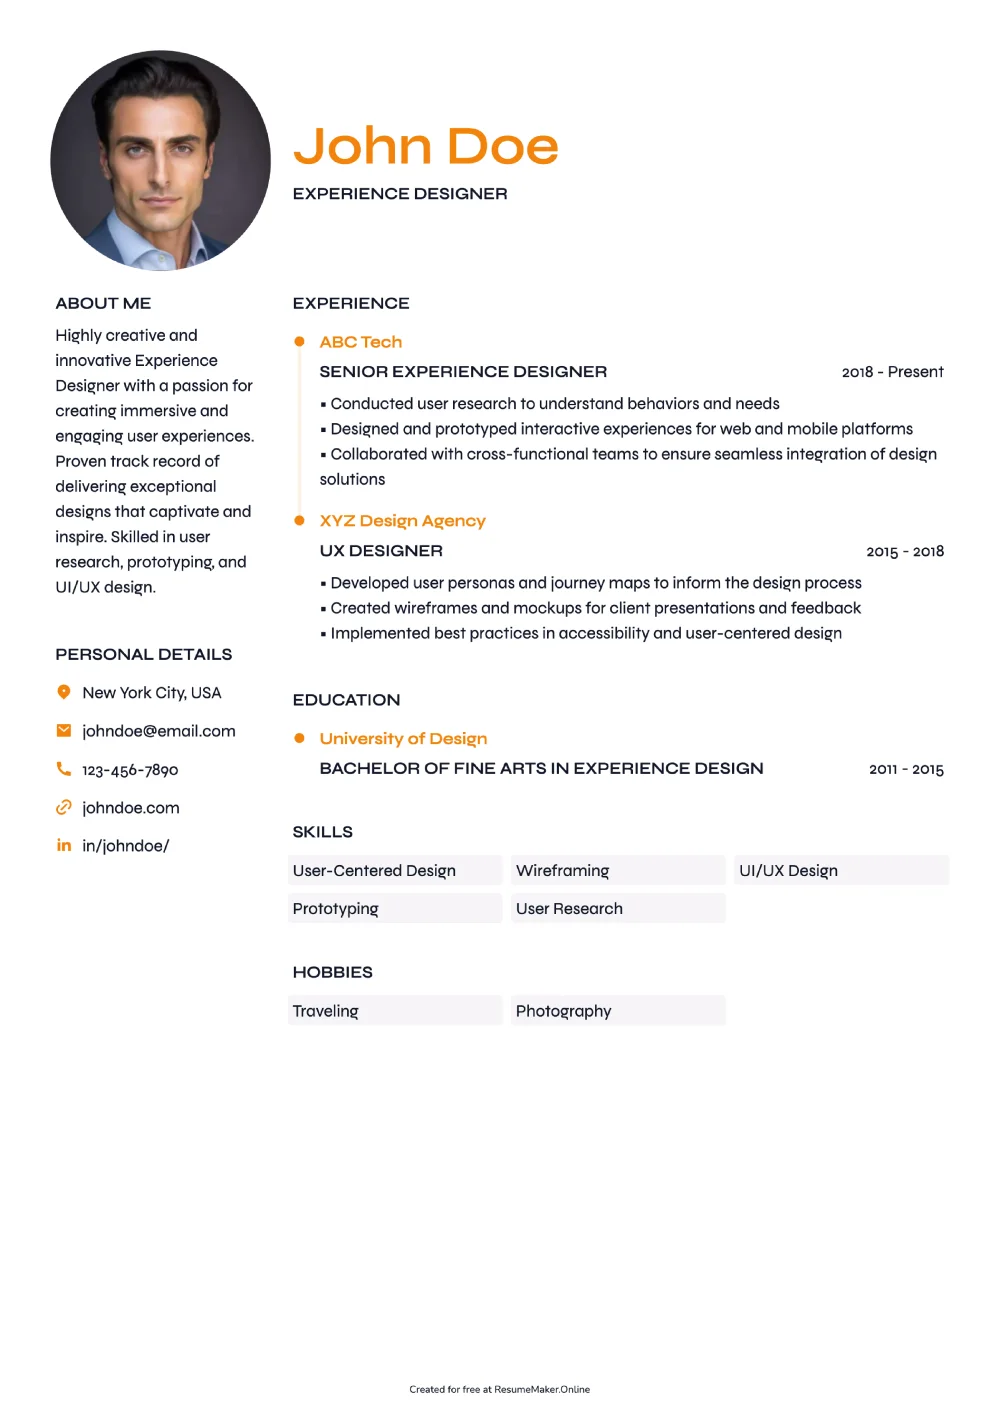 John Doe
EXPERIENCE DESIGNER
ABOUT ME
Highly creative and
innovative Experience
Designer with a passion for
creating immersive and
engaging user experiences.
Proven track record of
delivering exceptional
designs that captivate and
inspire. Skilled in user
research, prototyping, and
UI/UX design.
PERSONAL DETAILS
New York City, USA
johndoe@email.com
123-456-7890
johndoe.com
in in/johndoe/
EXPERIENCE
ABC Tech
SENIOR EXPERIENCE DESIGNER 2018 - Present
▪ Conducted user research to understand behaviors and needs
▪ Designed and prototyped interactive experiences for web and mobile platforms
▪ Collaborated with cross-functional teams to ensure seamless integration of design
solutions
XYZ Design Agency
UX DESIGNER 2015 - 2018
▪ Developed user personas and journey maps to inform the design process
▪ Created wireframes and mockups for client presentations and feedback
▪ Implemented best practices in accessibility and user-centered design
EDUCATION
University of Design
BACHELOR OF FINE ARTS IN EXPERIENCE DESIGN 2011 - 2015
SKILLS
User-Centered Design Wireframing UI/UX Design
Prototyping User Research
HOBBIES
Traveling Photography
Created for free at ResumeMaker.Online